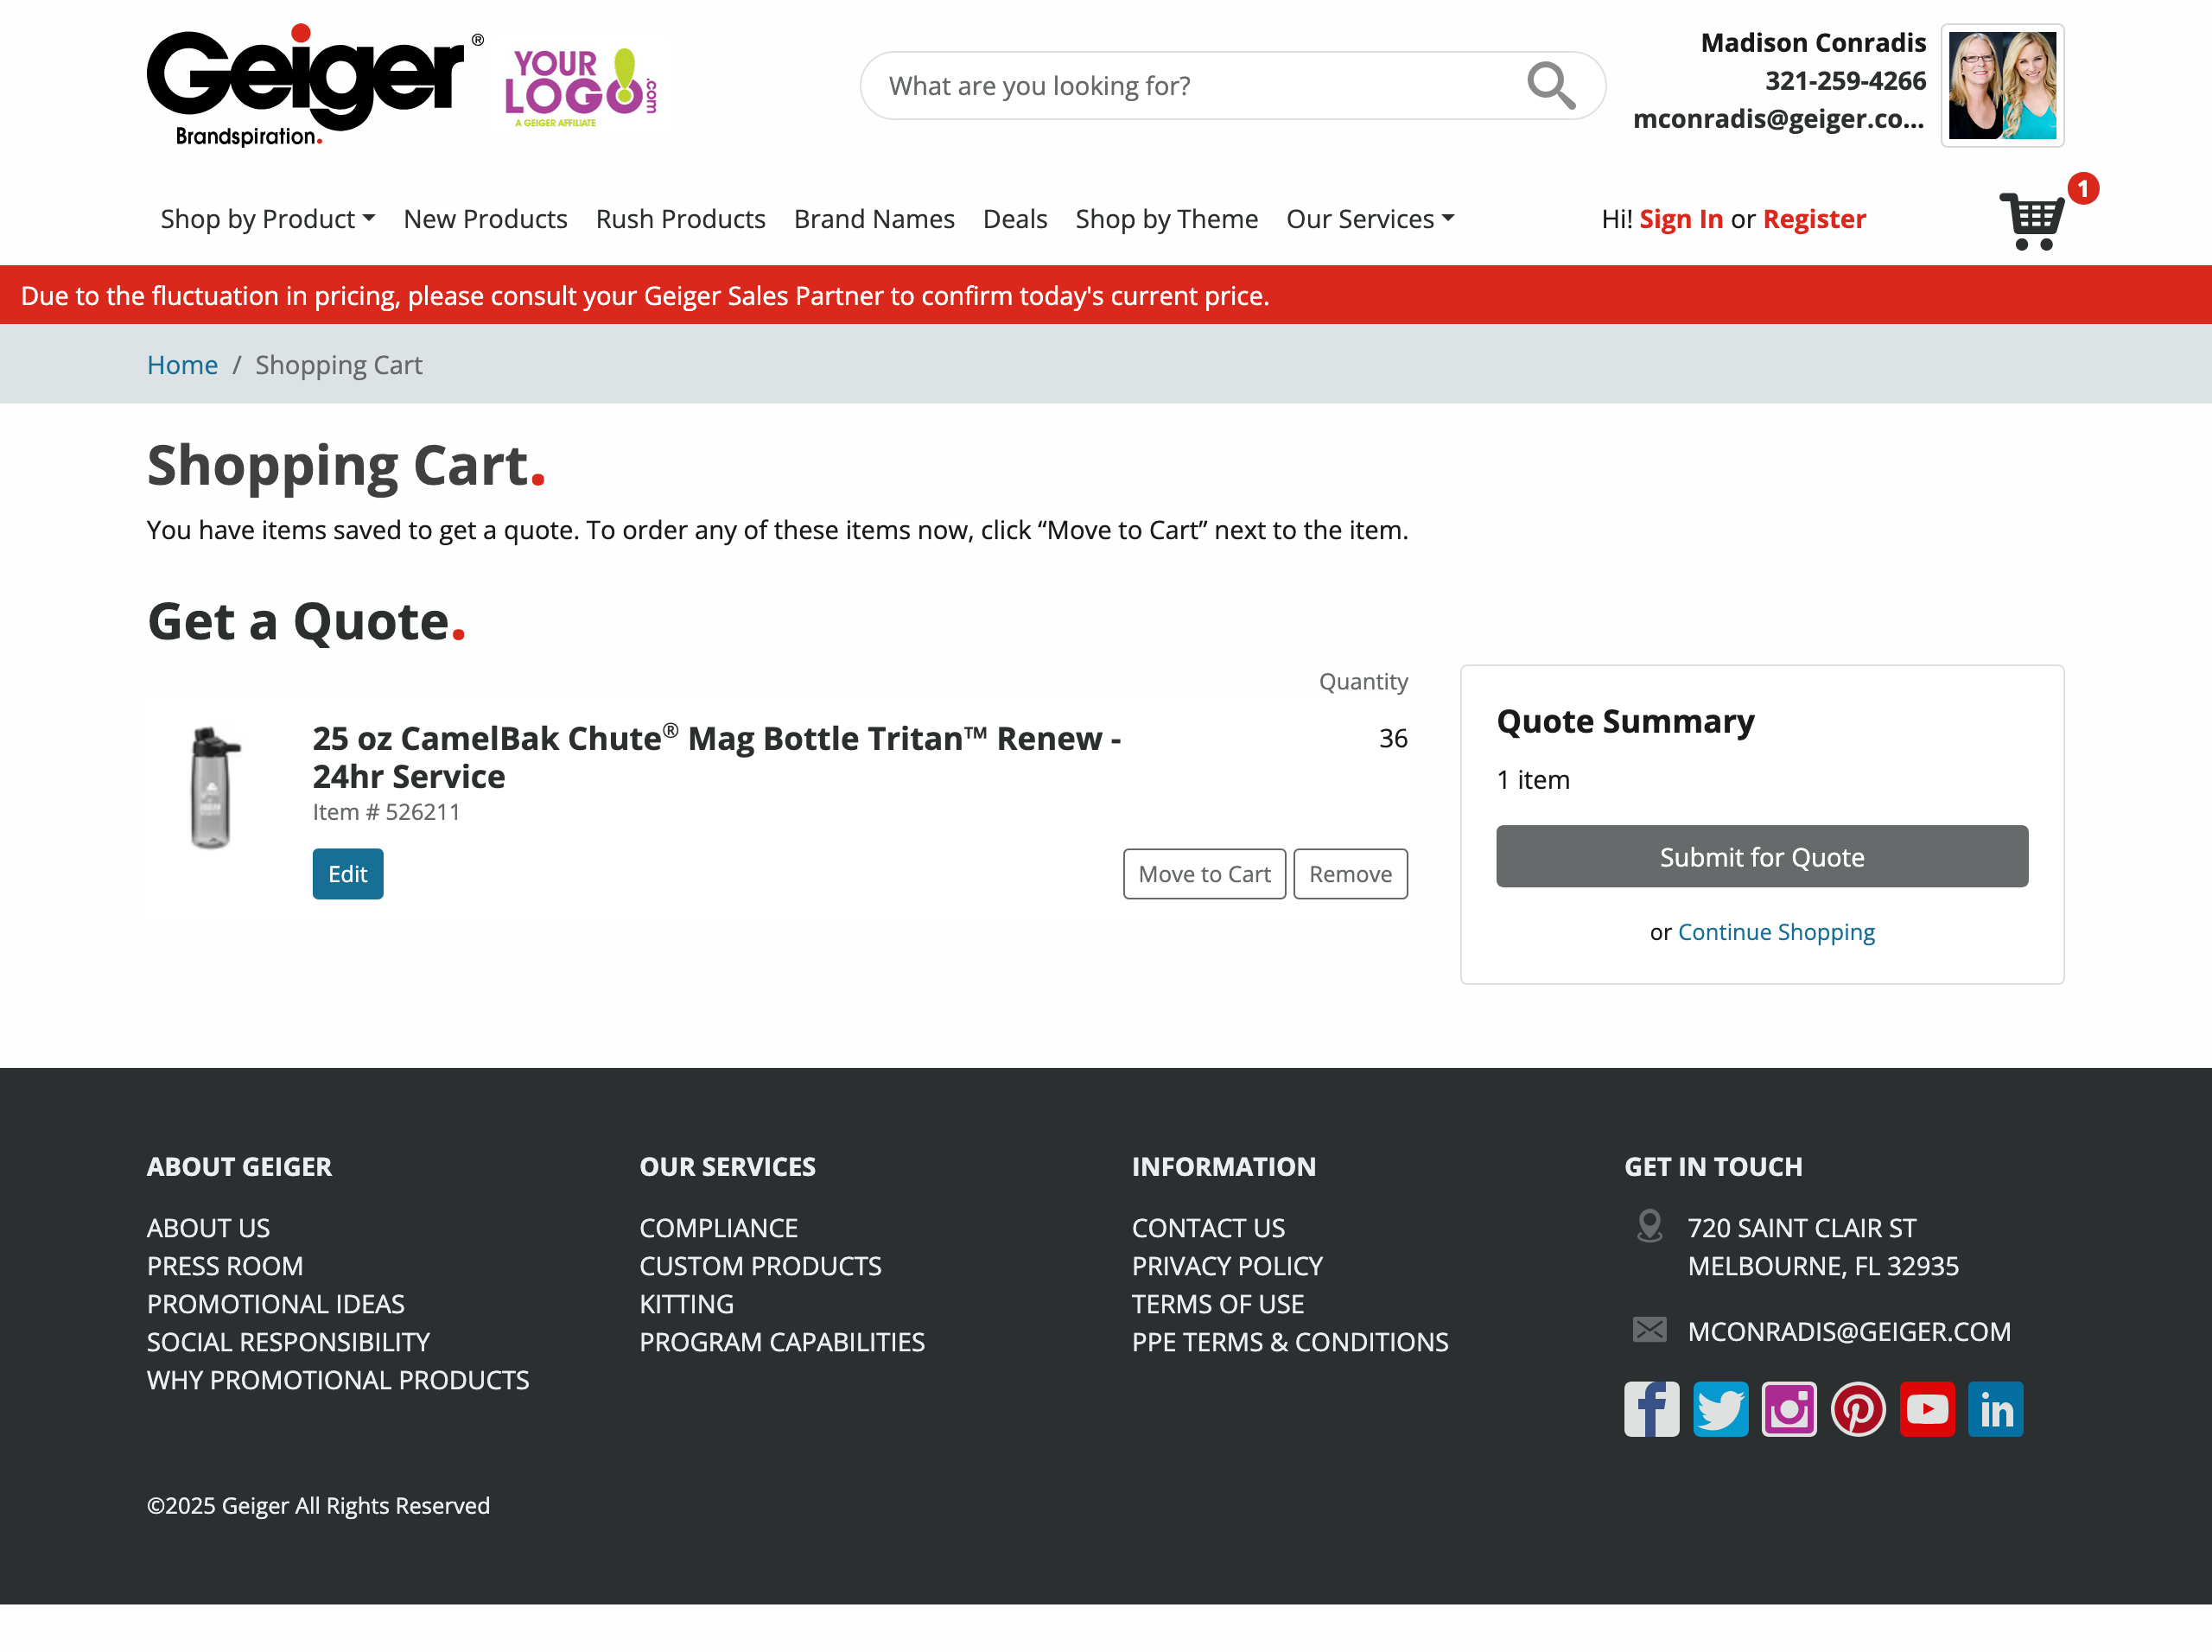 Geiger®
Brandspiration.
YOUR
LOGO!.com
A GEIGER AFFILIATE
What are you looking for?
Madison Conradis
321-259-4266
mconradis@geiger.co...
Shop by Product
New Products
Rush Products
Brand Names
Deals
Shop by Theme
Our Services
Hi! Sign In or Register
1
Due to the fluctuation in pricing, please consult your Geiger Sales Partner to confirm today's current price.
Home / Shopping Cart
Shopping Cart.
You have items saved to get a quote. To order any of these items now, click “Move to Cart” next to the item.
Get a Quote.
Quantity
25 oz CamelBak Chute® Mag Bottle Tritan™ Renew -
24hr Service
36
Item # 526211
Edit
Move to Cart
Remove
Quote Summary
1 item
Submit for Quote
or Continue Shopping
ABOUT GEIGER
ABOUT US
PRESS ROOM
PROMOTIONAL IDEAS
SOCIAL RESPONSIBILITY
WHY PROMOTIONAL PRODUCTS
OUR SERVICES
COMPLIANCE
CUSTOM PRODUCTS
KITTING
PROGRAM CAPABILITIES
INFORMATION
CONTACT US
PRIVACY POLICY
TERMS OF USE
PPE TERMS & CONDITIONS
GET IN TOUCH
720 SAINT CLAIR ST
MELBOURNE, FL 32935
MCONRADIS@GEIGER.COM
©2025 Geiger All Rights Reserved